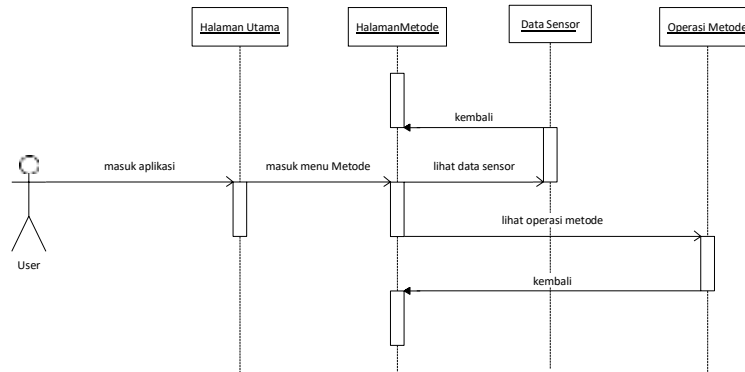 Halaman Utama
HalamanMetode
Data Sensor
Operasi Metode
kembali
masuk aplikasi
masuk menu Metode
lihat data sensor
lihat operasi metode
User
kembali